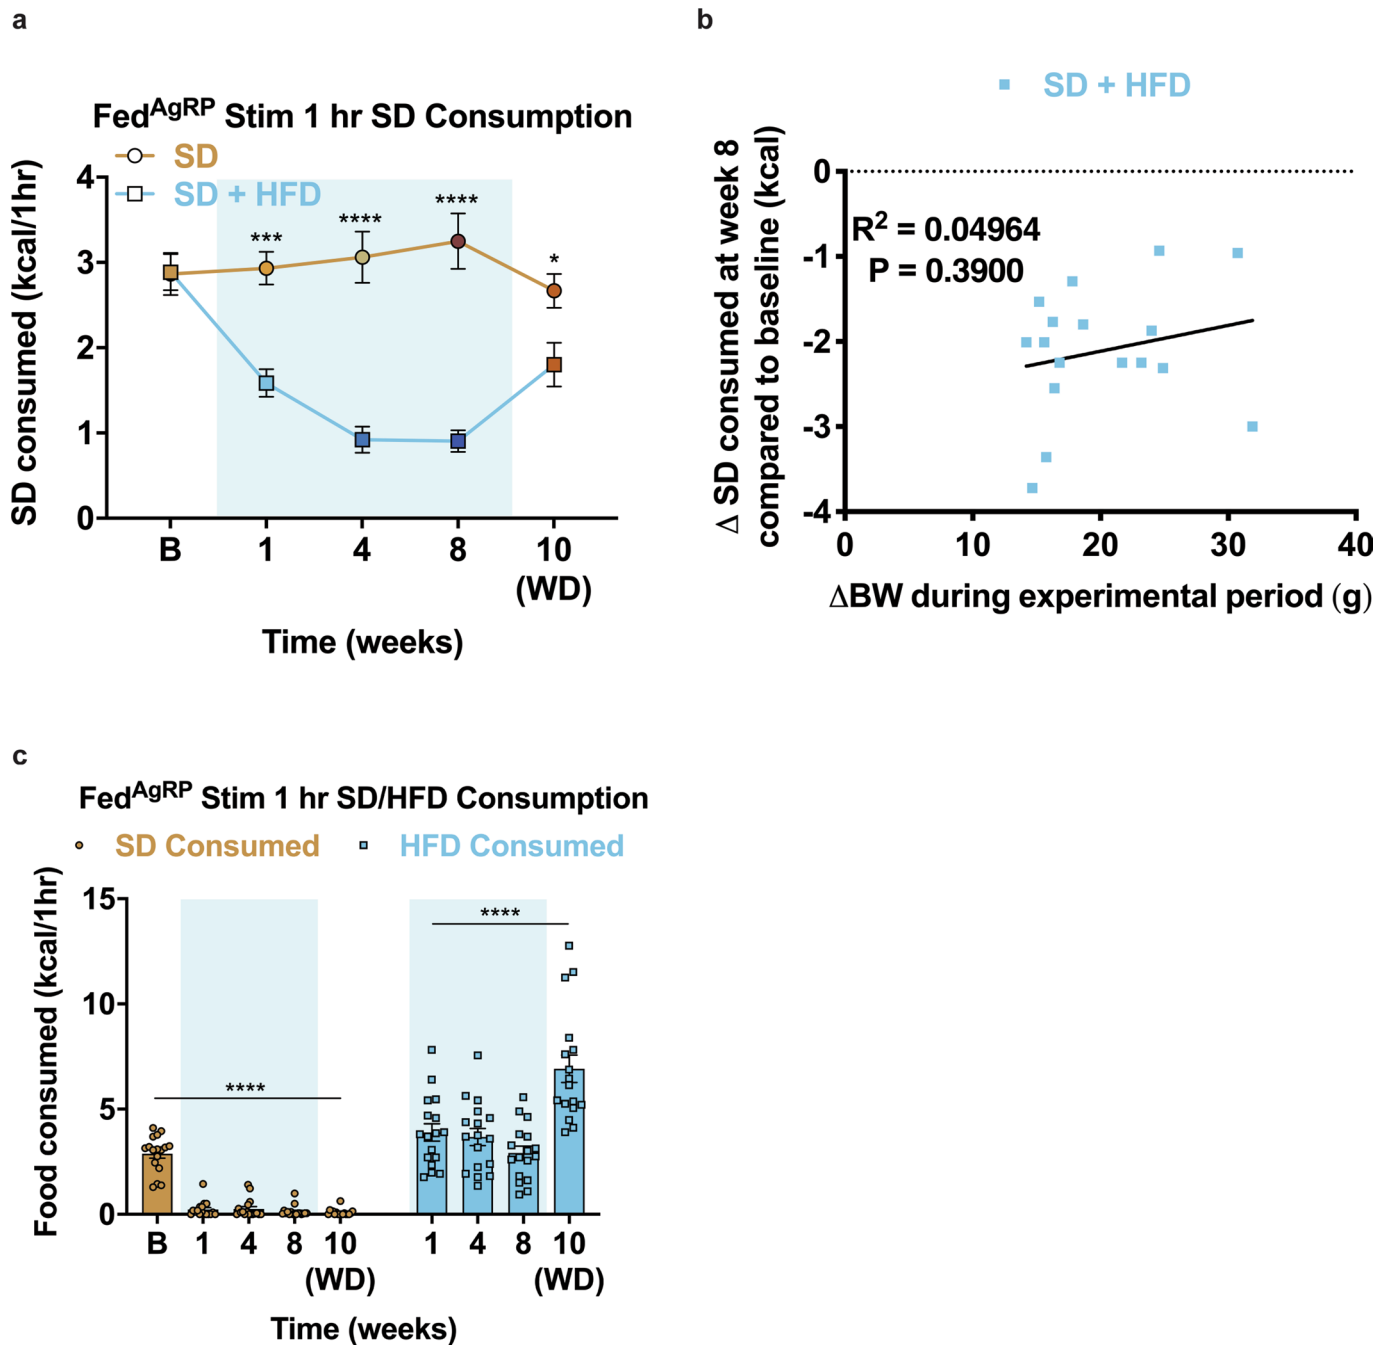 a
Fed^AgRP Stim 1 hr SD Consumption
SD
SD + HFD
SD consumed (kcal/1hr)
4
3
2
1
0
***
****
****
*
B 1 4 8 10
(WD)
Time (weeks)
b
SD + HFD
Δ SD consumed at week 8
compared to baseline (kcal)
0
-1
-2
-3
-4
R² = 0.04964
P = 0.3900
0 10 20 30 40
ΔBW during experimental period (g)
c
Fed^AgRP Stim 1 hr SD/HFD Consumption
SD Consumed HFD Consumed
Food consumed (kcal/1hr)
15
10
5
0
****
****
B 1 4 8 10 1 4 8 10
(WD) (WD)
Time (weeks)